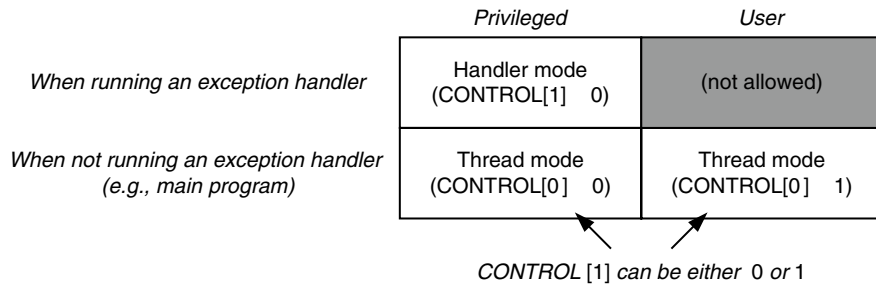 Privileged User
When running an exception handler
Handler mode
(CONTROL[1] 0)
(not allowed)
When not running an exception handler
(e.g., main program)
Thread mode
(CONTROL[0] 0)
Thread mode
(CONTROL[0] 1)
CONTROL [1] can be either 0 or 1